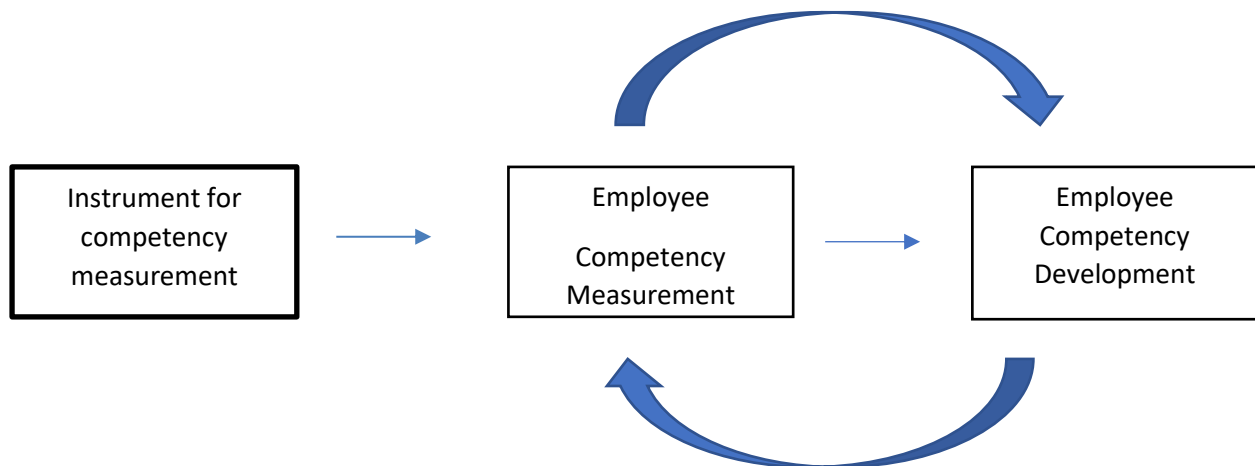 Instrument for
competency
measurement
Employee
Competency
Measurement
Employee
Competency
Development